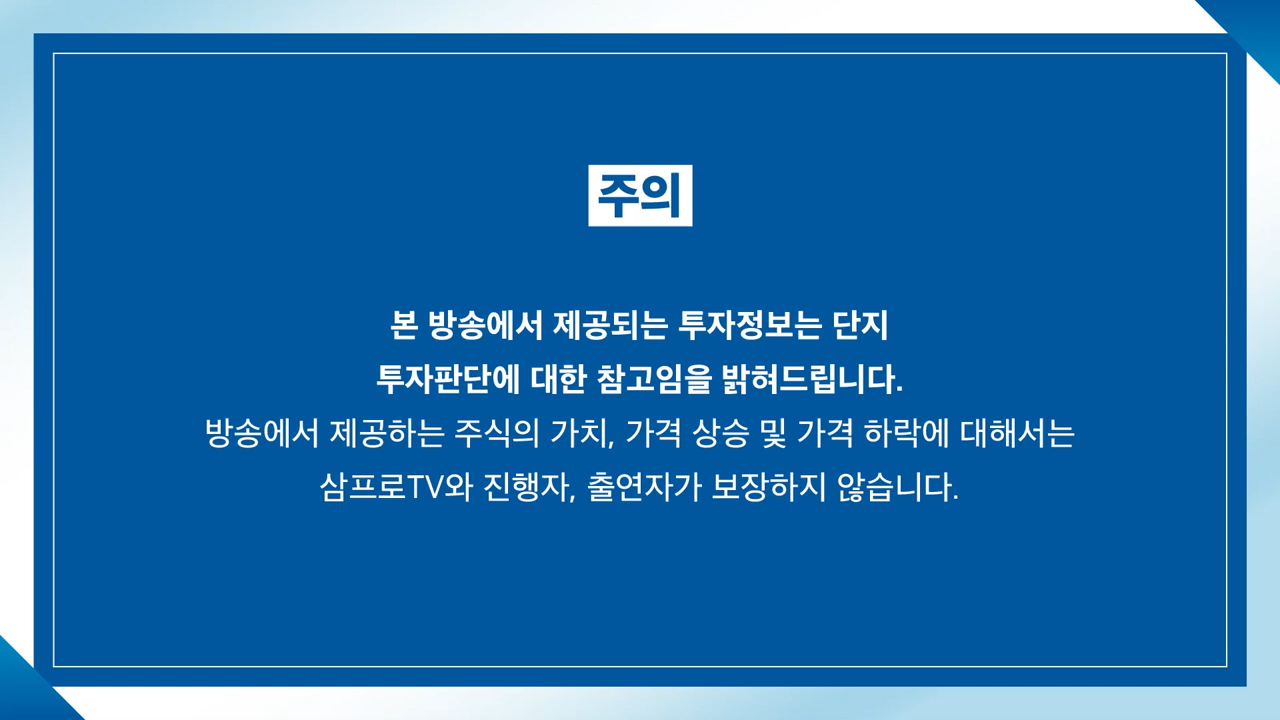 주의
본 방송에서 제공되는 투자정보는 단지
투자판단에 대한 참고임을 밝혀드립니다.
방송에서 제공하는 주식의 가치, 가격 상승 및 가격 하락에 대해서는
삼프로TV와 진행자, 출연자가 보장하지 않습니다.